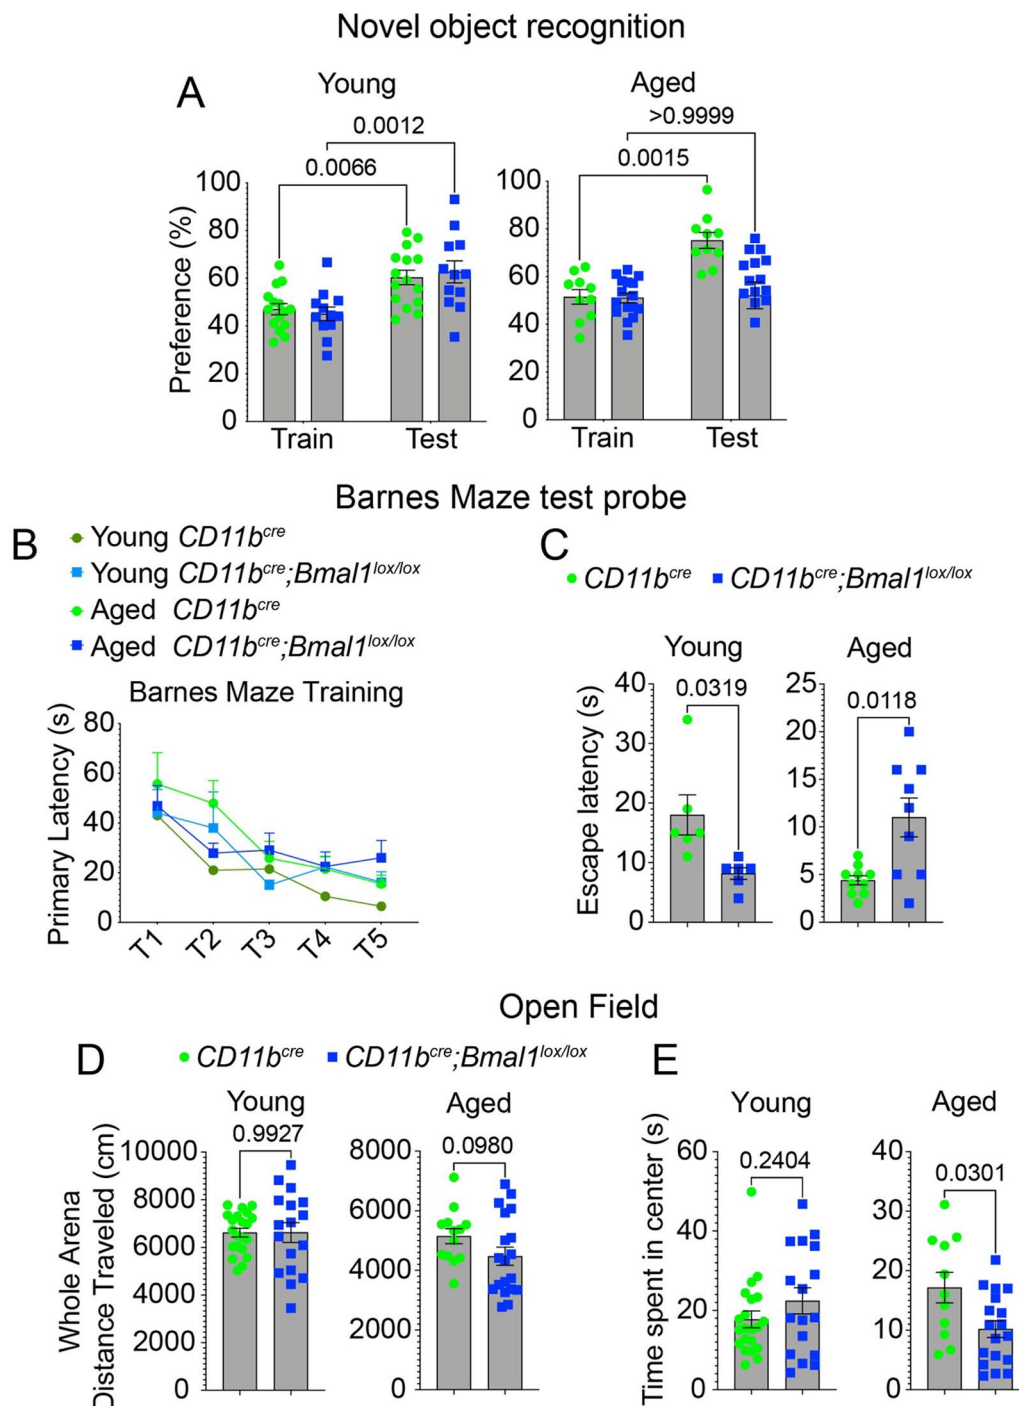 Novel object recognition
A
Young
Aged
0.0012
0.0066
>0.9999
0.0015
Preference (%)
100
80
60
40
20
0
Train
Test
100
80
60
40
20
0
Train
Test
Barnes Maze test probe
B
Young CD11bcre
Young CD11bcre;Bmal1lox/lox
Aged CD11bcre
Aged CD11bcre;Bmal1lox/lox
Barnes Maze Training
Primary Latency (s)
80
60
40
20
0
T1
T2
T3
T4
T5
C
CD11bcre
CD11bcre;Bmal1lox/lox
Young
Aged
0.0319
0.0118
Escape latency (s)
40
30
20
10
0
25
20
15
10
5
0
Open Field
D
CD11bcre
CD11bcre;Bmal1lox/lox
Young
Aged
0.9927
0.0980
Whole Arena
Distance Traveled (cm)
10000
8000
6000
4000
2000
0
8000
6000
4000
2000
0
E
Young
Aged
0.2404
0.0301
Time spent in center (s)
60
40
20
0
40
30
20
10
0